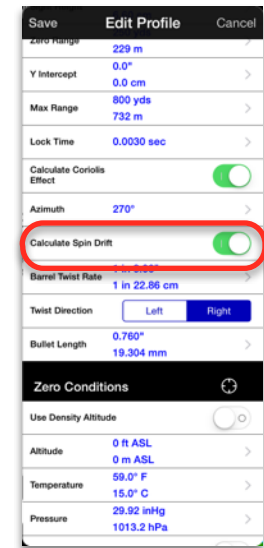 Save Edit Profile Cancel
Zero Range
229 m
Y Intercept 0.0"
0.0 cm
Max Range 800 yds
732 m
Lock Time 0.0030 sec
Calculate Coriolis
Effect
Azimuth 270°
Calculate Spin Drift
Barrel Twist Rate
1 in 22.86 cm
Twist Direction Left Right
Bullet Length 0.760"
19.304 mm
Zero Conditions
Use Density Altitude
Altitude 0 ft ASL
0 m ASL
Temperature 59.0° F
15.0° C
Pressure 29.92 inHg
1013.2 hPa